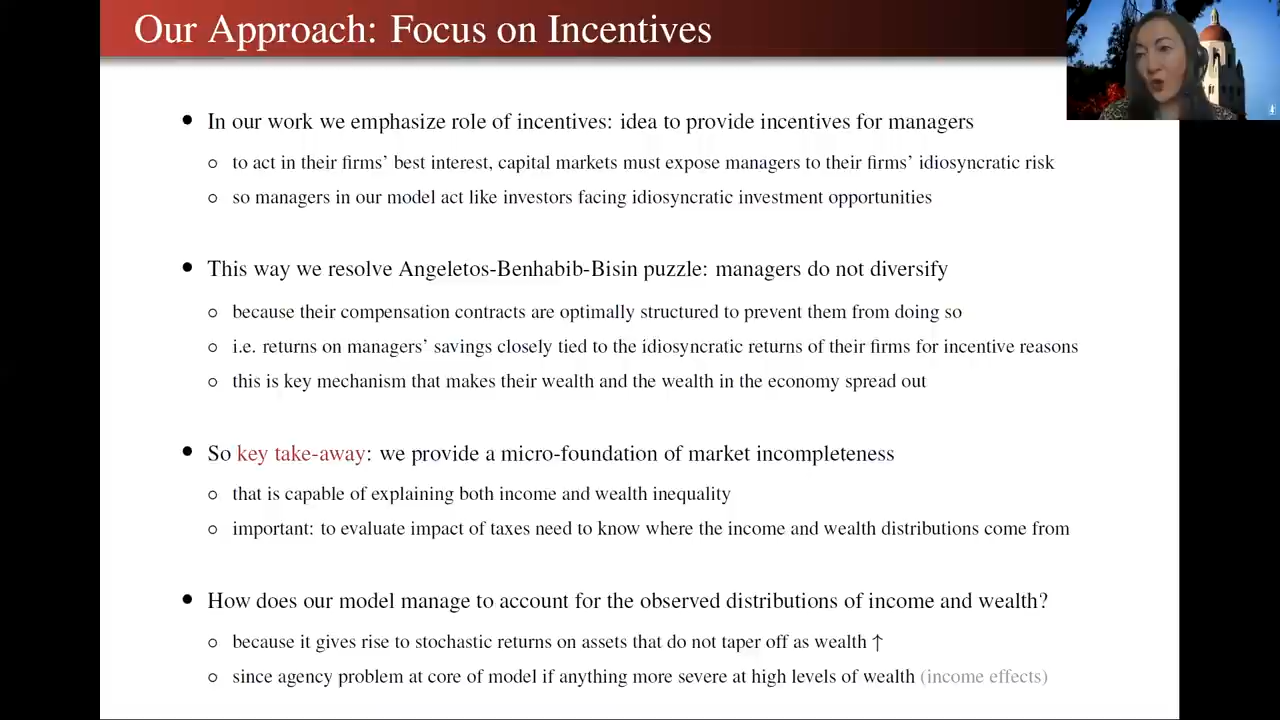 Our Approach: Focus on Incentives
• In our work we emphasize role of incentives: idea to provide incentives for managers
○ to act in their firms' best interest, capital markets must expose managers to their firms' idiosyncratic risk
○ so managers in our model act like investors facing idiosyncratic investment opportunities
• This way we resolve Angeletos-Benhabib-Bisin puzzle: managers do not diversify
○ because their compensation contracts are optimally structured to prevent them from doing so
○ i.e. returns on managers' savings closely tied to the idiosyncratic returns of their firms for incentive reasons
○ this is key mechanism that makes their wealth and the wealth in the economy spread out
• So key take-away: we provide a micro-foundation of market incompleteness
○ that is capable of explaining both income and wealth inequality
○ important: to evaluate impact of taxes need to know where the income and wealth distributions come from
• How does our model manage to account for the observed distributions of income and wealth?
○ because it gives rise to stochastic returns on assets that do not taper off as wealth ↑
○ since agency problem at core of model if anything more severe at high levels of wealth (income effects)